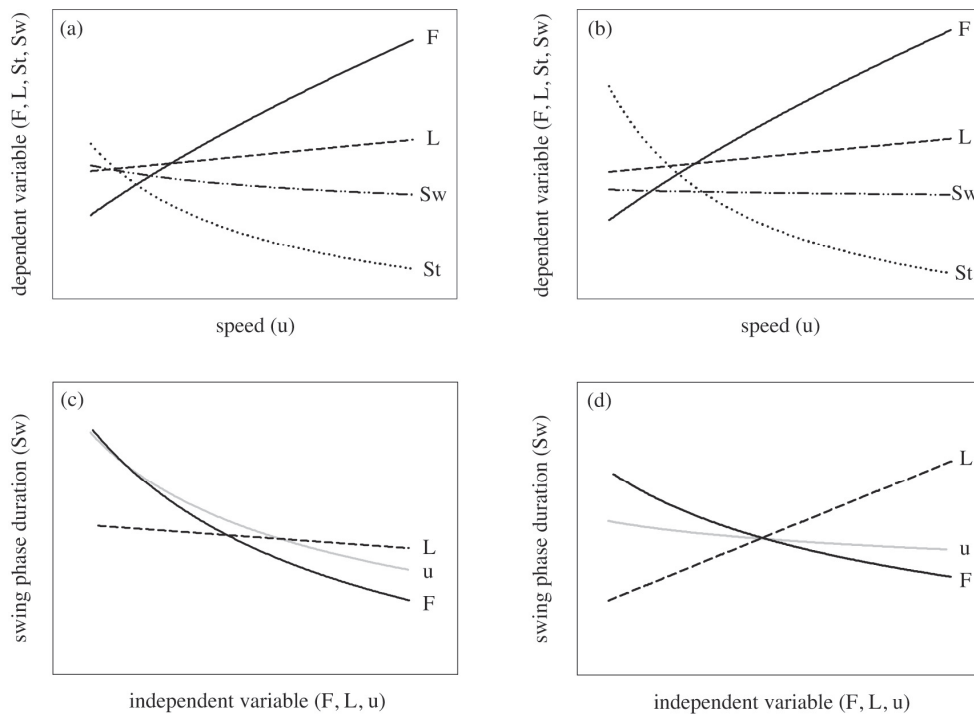 (a)
dependent variable (F, L, St, Sw)
F
L
Sw
St
speed (u)
(b)
dependent variable (F, L, St, Sw)
F
L
Sw
St
speed (u)
(c)
swing phase duration (Sw)
L
u
F
independent variable (F, L, u)
(d)
swing phase duration (Sw)
L
u
F
independent variable (F, L, u)